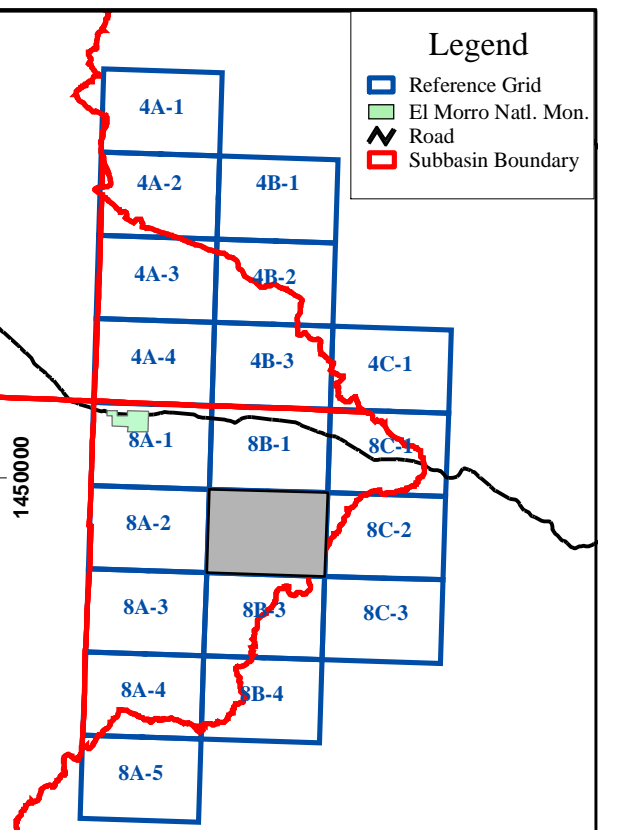 Legend
Reference Grid
El Morro Natl. Mon.
Road
Subbasin Boundary
4A-1
4A-2 4B-1
4A-3 4B-2
4A-4 4B-3 4C-1
8A-1 8B-1 8C-1
1450000
8A-2 8C-2
8A-3 8B-3 8C-3
8A-4 8B-4
8A-5